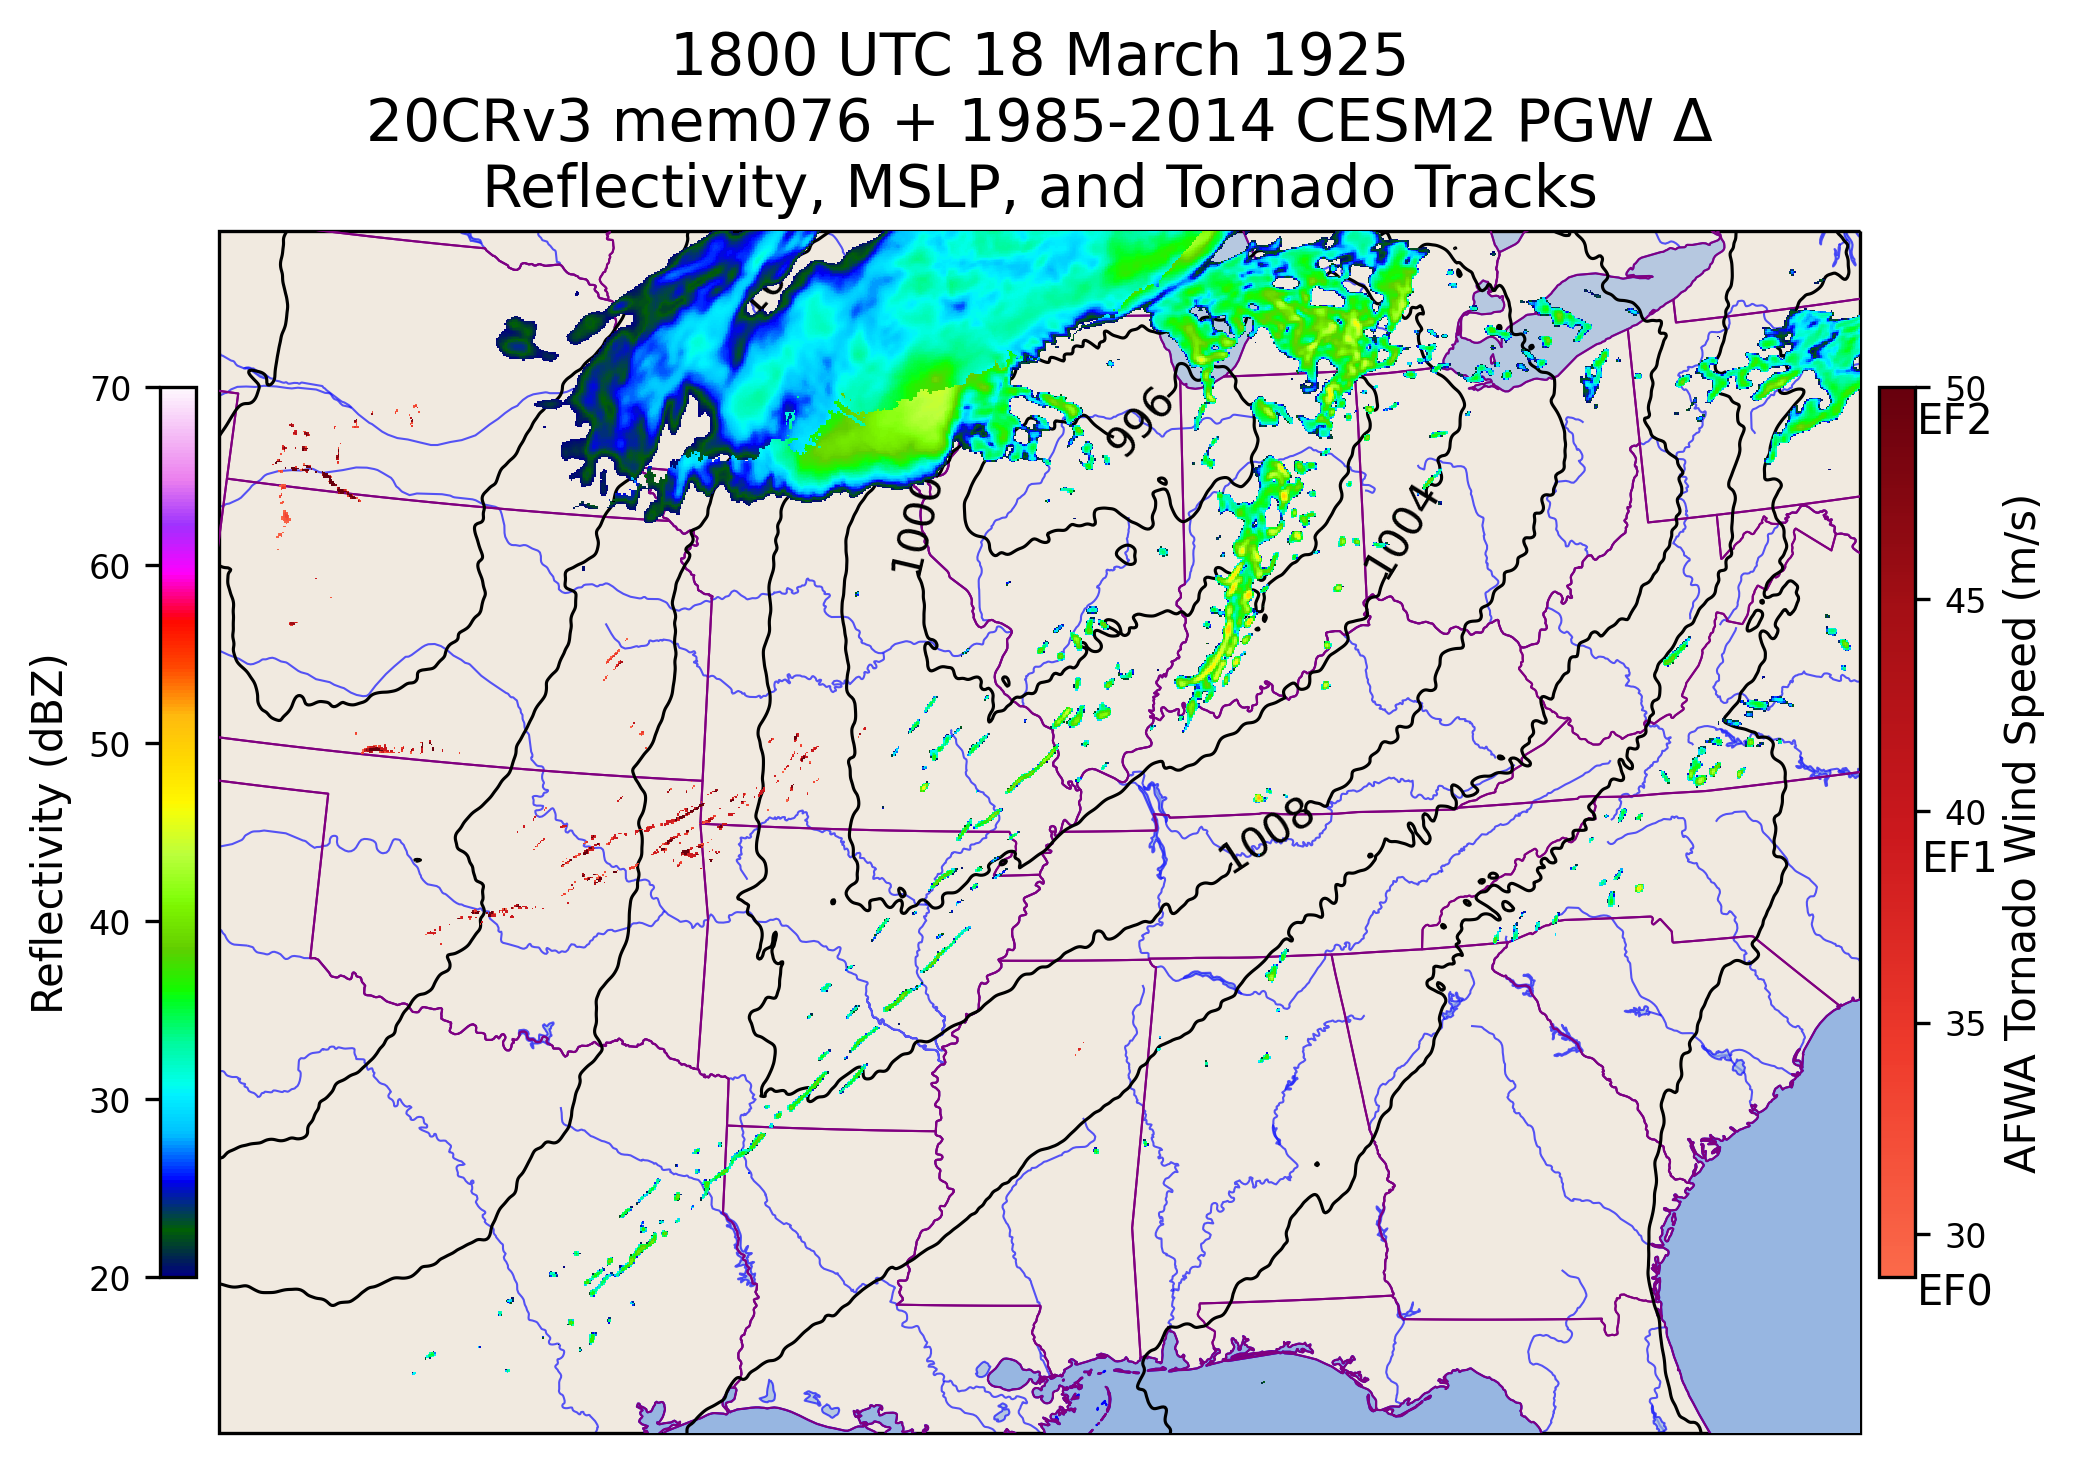 1800 UTC 18 March 1925
20CRv3 mem076 + 1985-2014 CESM2 PGW Δ
Reflectivity, MSLP, and Tornado Tracks
70
60
50
40
30
20
Reflectivity (dBZ)
996
1000
1004
1008
50
EF2
45
40
EF1
35
30
EF0
AFWA Tornado Wind Speed (m/s)